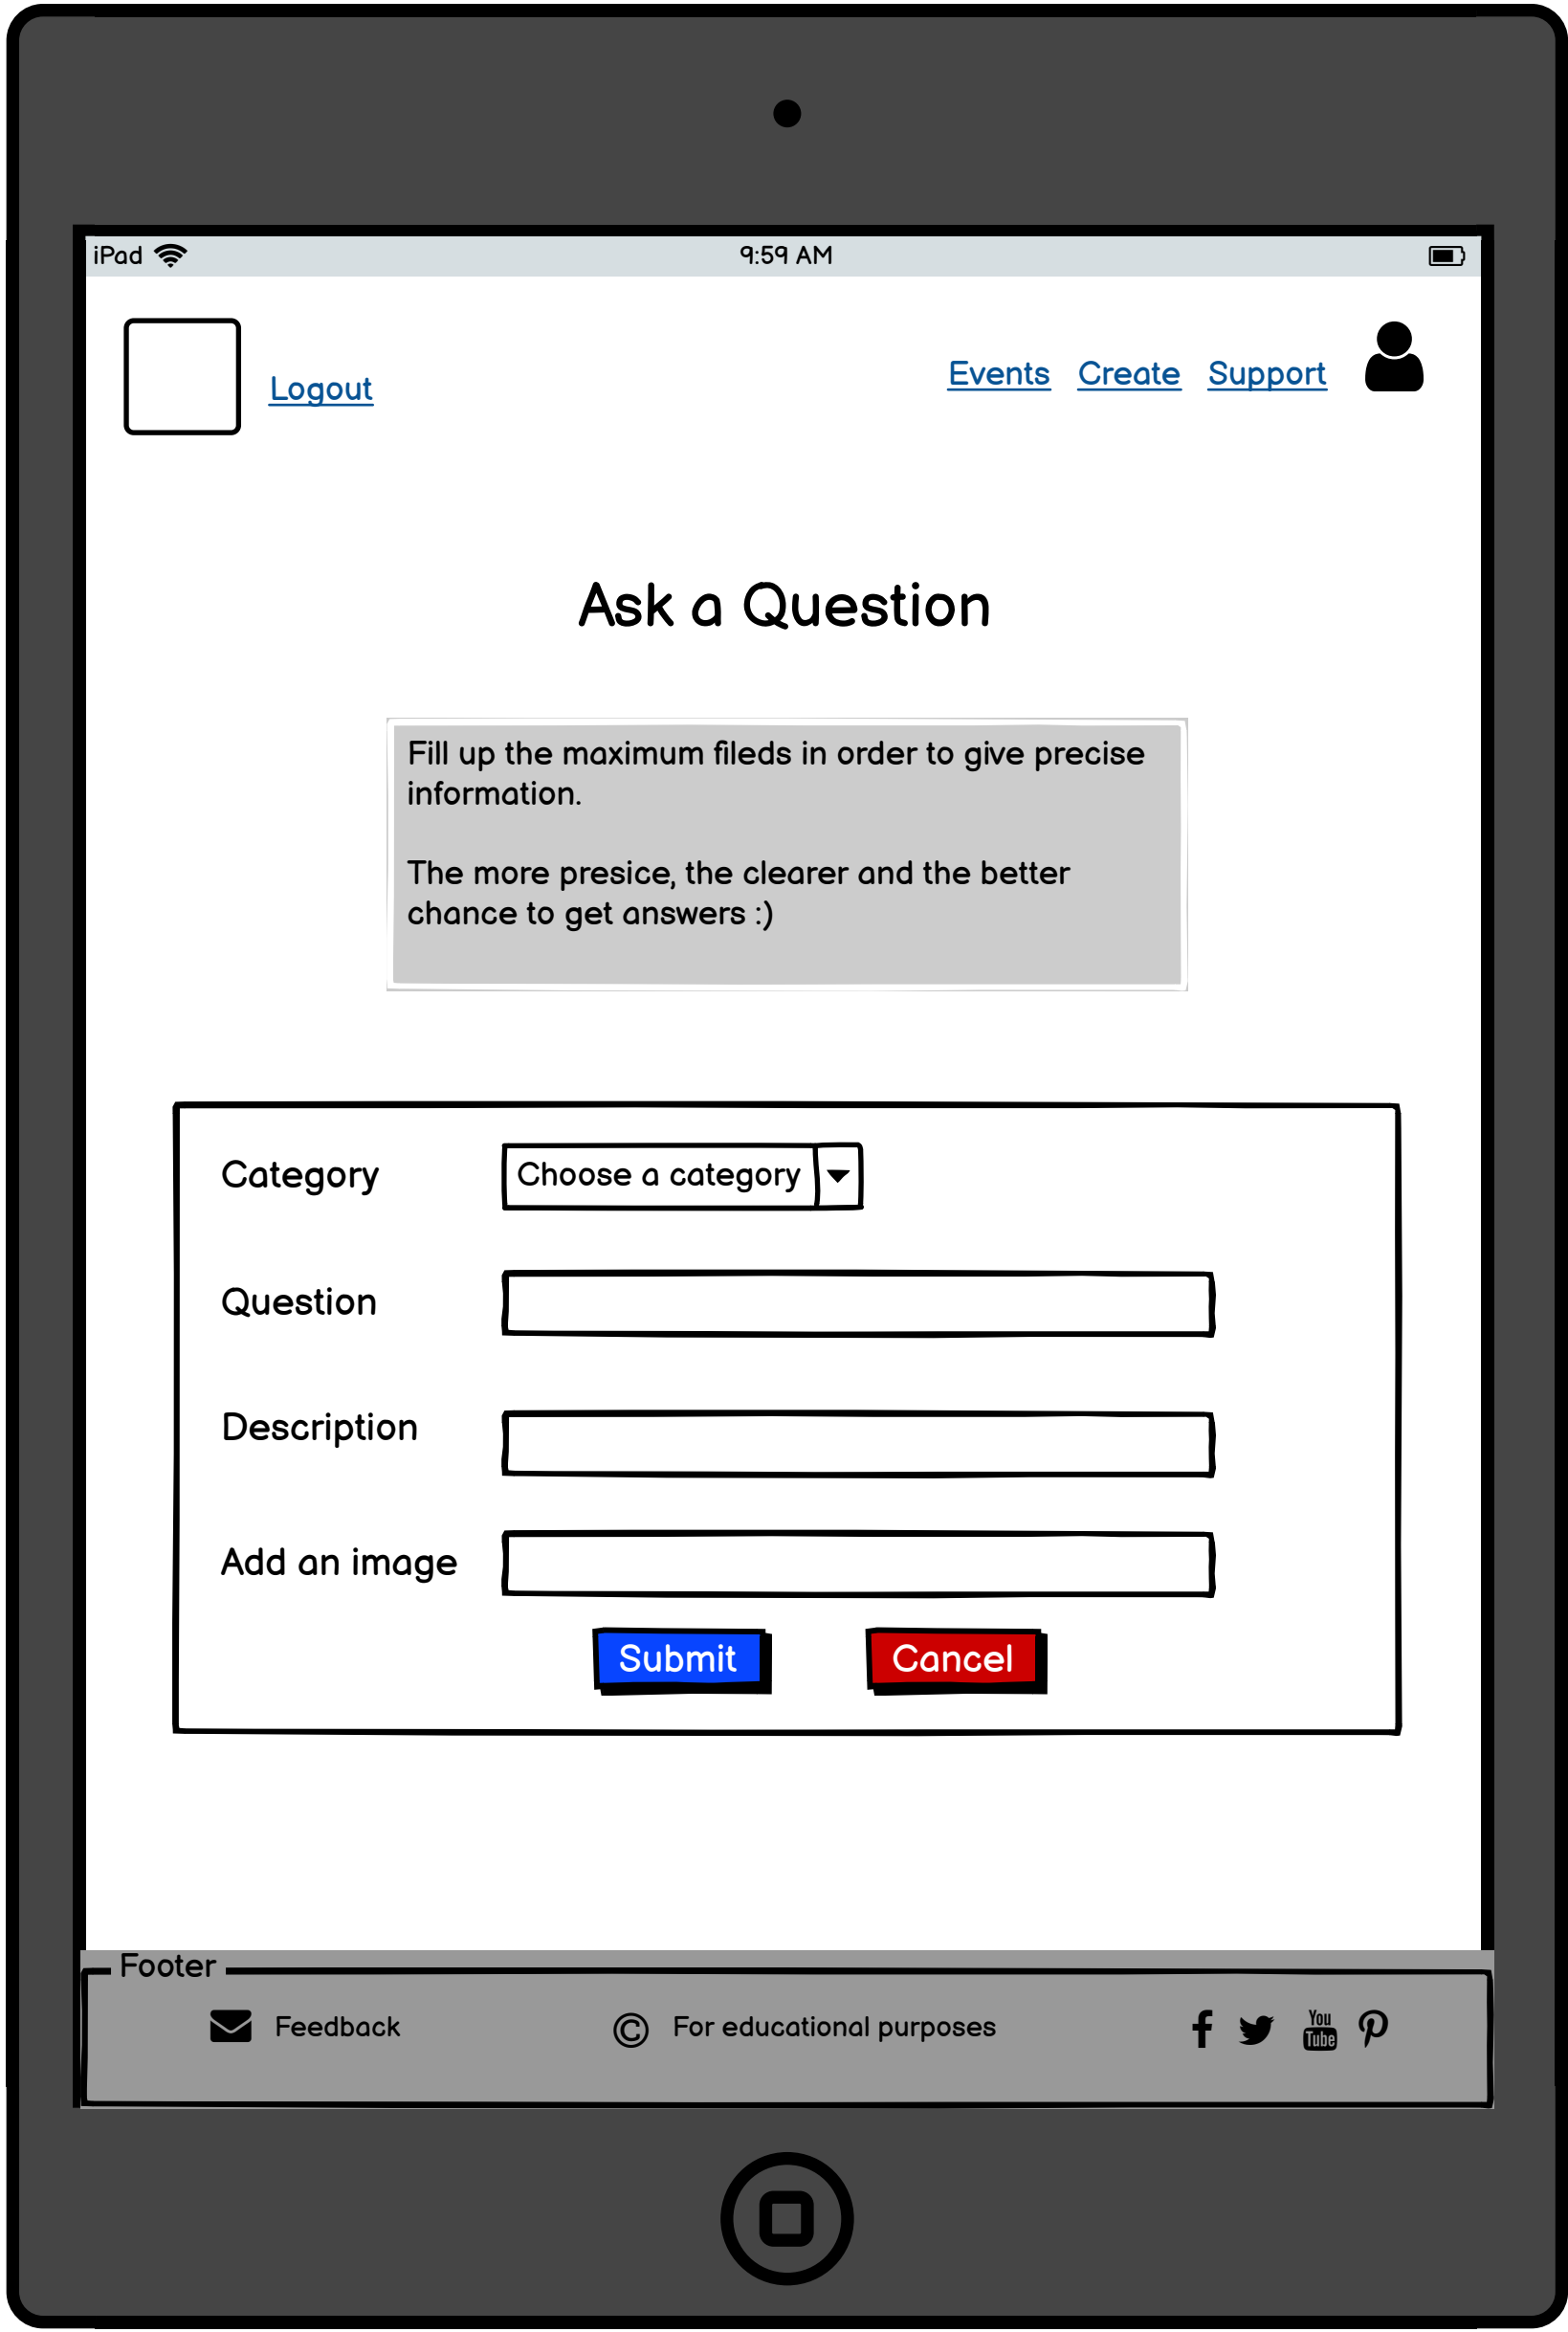 iPad
9:59 AM
Logout
Events Create Support
Ask a Question
Fill up the maximum fileds in order to give precise
information.
The more presice, the clearer and the better
chance to get answers :)
Category
Choose a category
Question
Description
Add an image
Submit
Cancel
Footer
Feedback
© For educational purposes
You
Tube